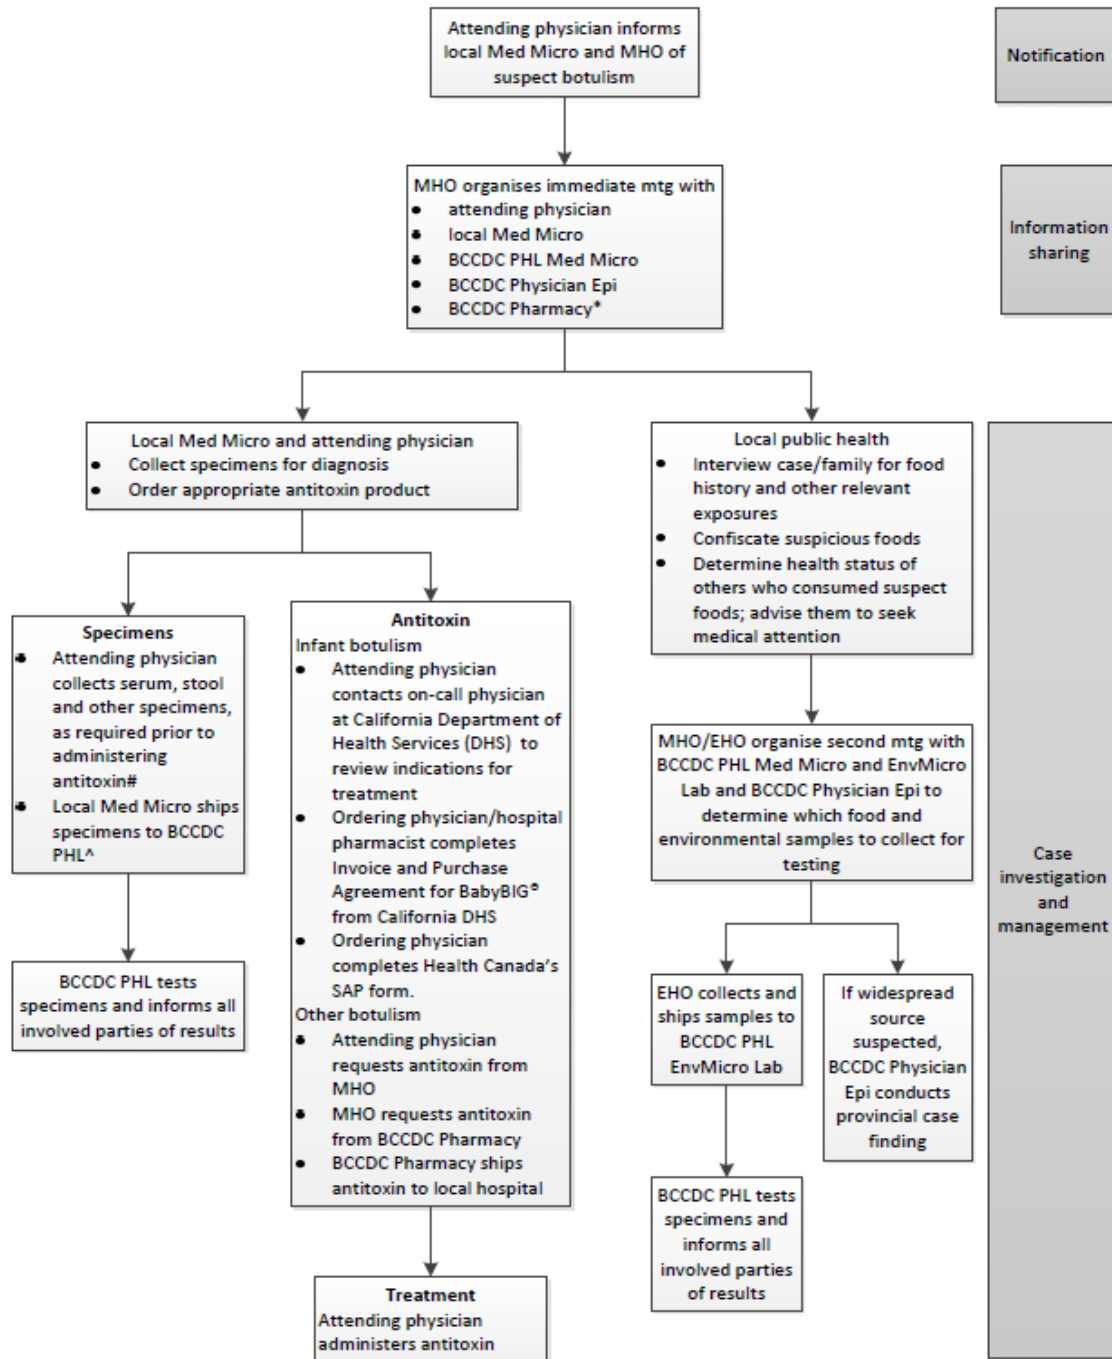 Attending physician informs
local Med Micro and MHO of
suspect botulism
Notification
MHO organises immediate mtg with
• attending physician
• local Med Micro
• BCCDC PHL Med Micro
• BCCDC Physician Epi
• BCCDC Pharmacy*
Information
sharing
Local Med Micro and attending physician
• Collect specimens for diagnosis
• Order appropriate antitoxin product
Local public health
• Interview case/family for food
history and other relevant
exposures
• Confiscate suspicious foods
• Determine health status of
others who consumed suspect
foods; advise them to seek
medical attention
Case
investigation
and
management
Specimens
• Attending physician
collects serum, stool
and other specimens,
as required prior to
administering
antitoxin#
• Local Med Micro ships
specimens to BCCDC
PHL^
Antitoxin
Infant botulism
• Attending physician
contacts on-call physician
at California Department of
Health Services (DHS) to
review indications for
treatment
• Ordering physician/hospital
pharmacist completes
Invoice and Purchase
Agreement for BabyBIG®
from California DHS
• Ordering physician
completes Health Canada's
SAP form.
Other botulism
• Attending physician
requests antitoxin from
MHO
• MHO requests antitoxin
from BCCDC Pharmacy
• BCCDC Pharmacy ships
antitoxin to local hospital
MHO/EHO organise second mtg with
BCCDC PHL Med Micro and EnvMicro
Lab and BCCDC Physician Epi to
determine which food and
environmental samples to collect for
testing
BCCDC PHL tests
specimens and informs all
involved parties of results
EHO collects and
ships samples to
BCCDC PHL
EnvMicro Lab
If widespread
source
suspected,
BCCDC Physician
Epi conducts
provincial case
finding
BCCDC PHL tests
specimens and
informs all
involved parties
of results
Treatment
Attending physician
administers antitoxin